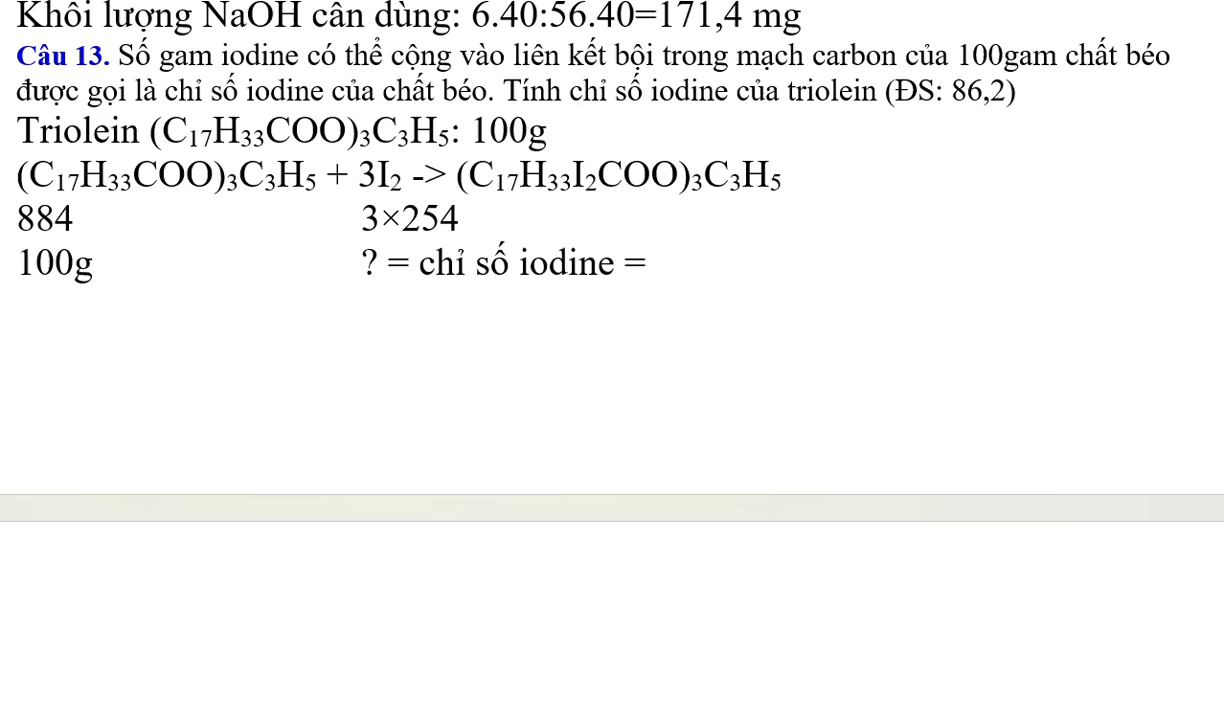 Khối lượng NaOH cần dùng: 6.40:56.40=171,4 mg
Câu 13. Số gam iodine có thể cộng vào liên kết bội trong mạch carbon của 100gam chất béo
được gọi là chỉ số iodine của chất béo. Tính chỉ số iodine của triolein (ĐS: 86,2)
Triolein (C₁₇H₃₃COO)₃C₃H₅: 100g
(C₁₇H₃₃COO)₃C₃H₅ + 3I₂ -> (C₁₇H₃₃I₂COO)₃C₃H₅
884 3×254
100g ? = chỉ số iodine =